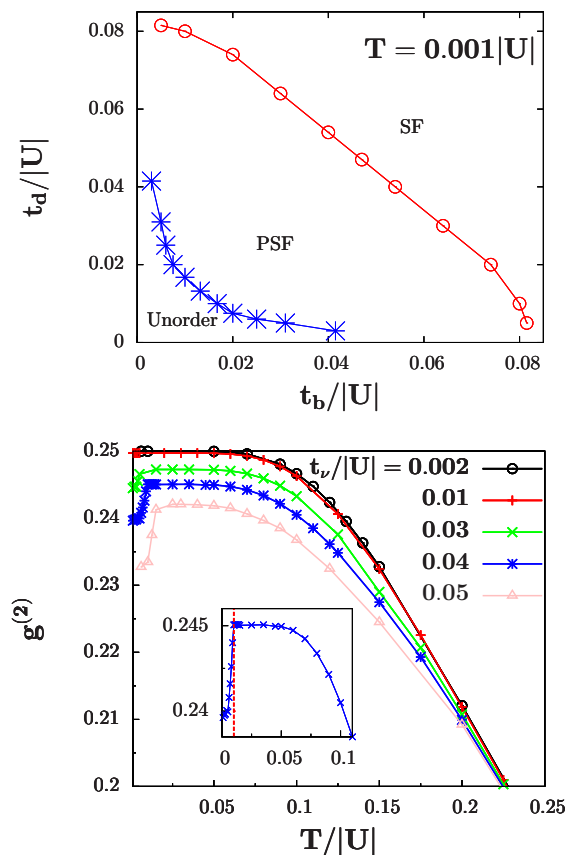 T = 0.001|U|
SF
PSF
Unorder
t_d/|U|
0.08
0.06
0.04
0.02
0
0 0.02 0.04 0.06 0.08
t_b/|U|
t_ν/|U| = 0.002
0.01
0.03
0.04
0.05
g^(2)
0.25
0.24
0.23
0.22
0.21
0.2
0.245
0.24
0 0.05 0.1
0.05 0.1 0.15 0.2 0.25
T/|U|